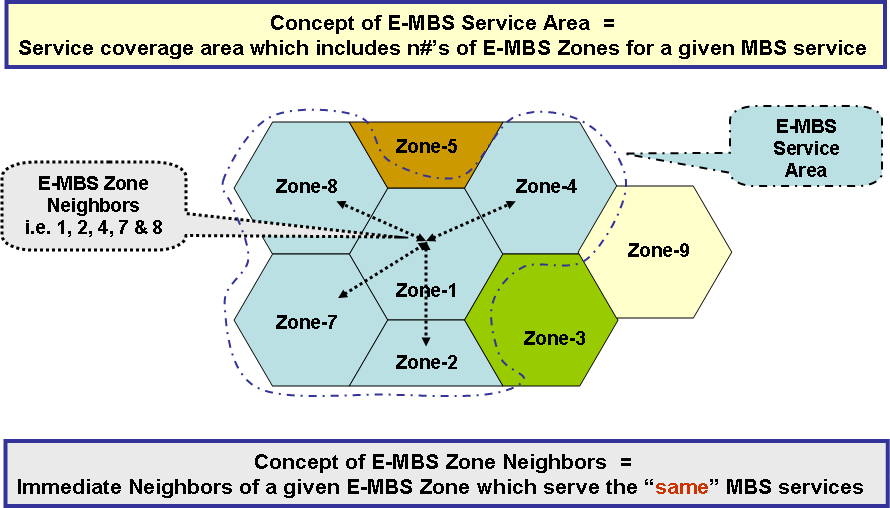 Concept of E-MBS Service Area =
Service coverage area which includes n#'s of E-MBS Zones for a given MBS service
Zone-5
E-MBS
Service
Area
E-MBS Zone
Neighbors
i.e. 1, 2, 4, 7 & 8
Zone-8
Zone-4
Zone-9
Zone-1
Zone-7
Zone-3
Zone-2
Concept of E-MBS Zone Neighbors =
Immediate Neighbors of a given E-MBS Zone which serve the “same” MBS services